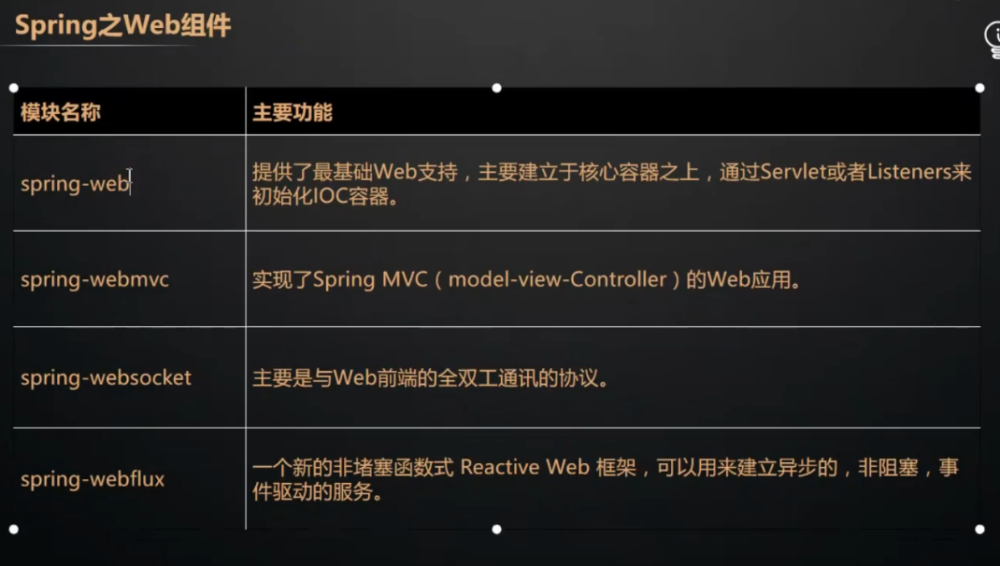 Spring之Web组件
模块名称
主要功能
spring-web
提供了最基础Web支持，主要建立于核心容器之上，通过Servlet或者Listeners来
初始化IOC容器。
spring-webmvc
实现了Spring MVC（model-view-Controller）的Web应用。
spring-websocket
主要是与Web前端的全双工通讯的协议。
spring-webflux
一个新的非堵塞函数式 Reactive Web 框架，可以用来建立异步的，非阻塞，事
件驱动的服务。